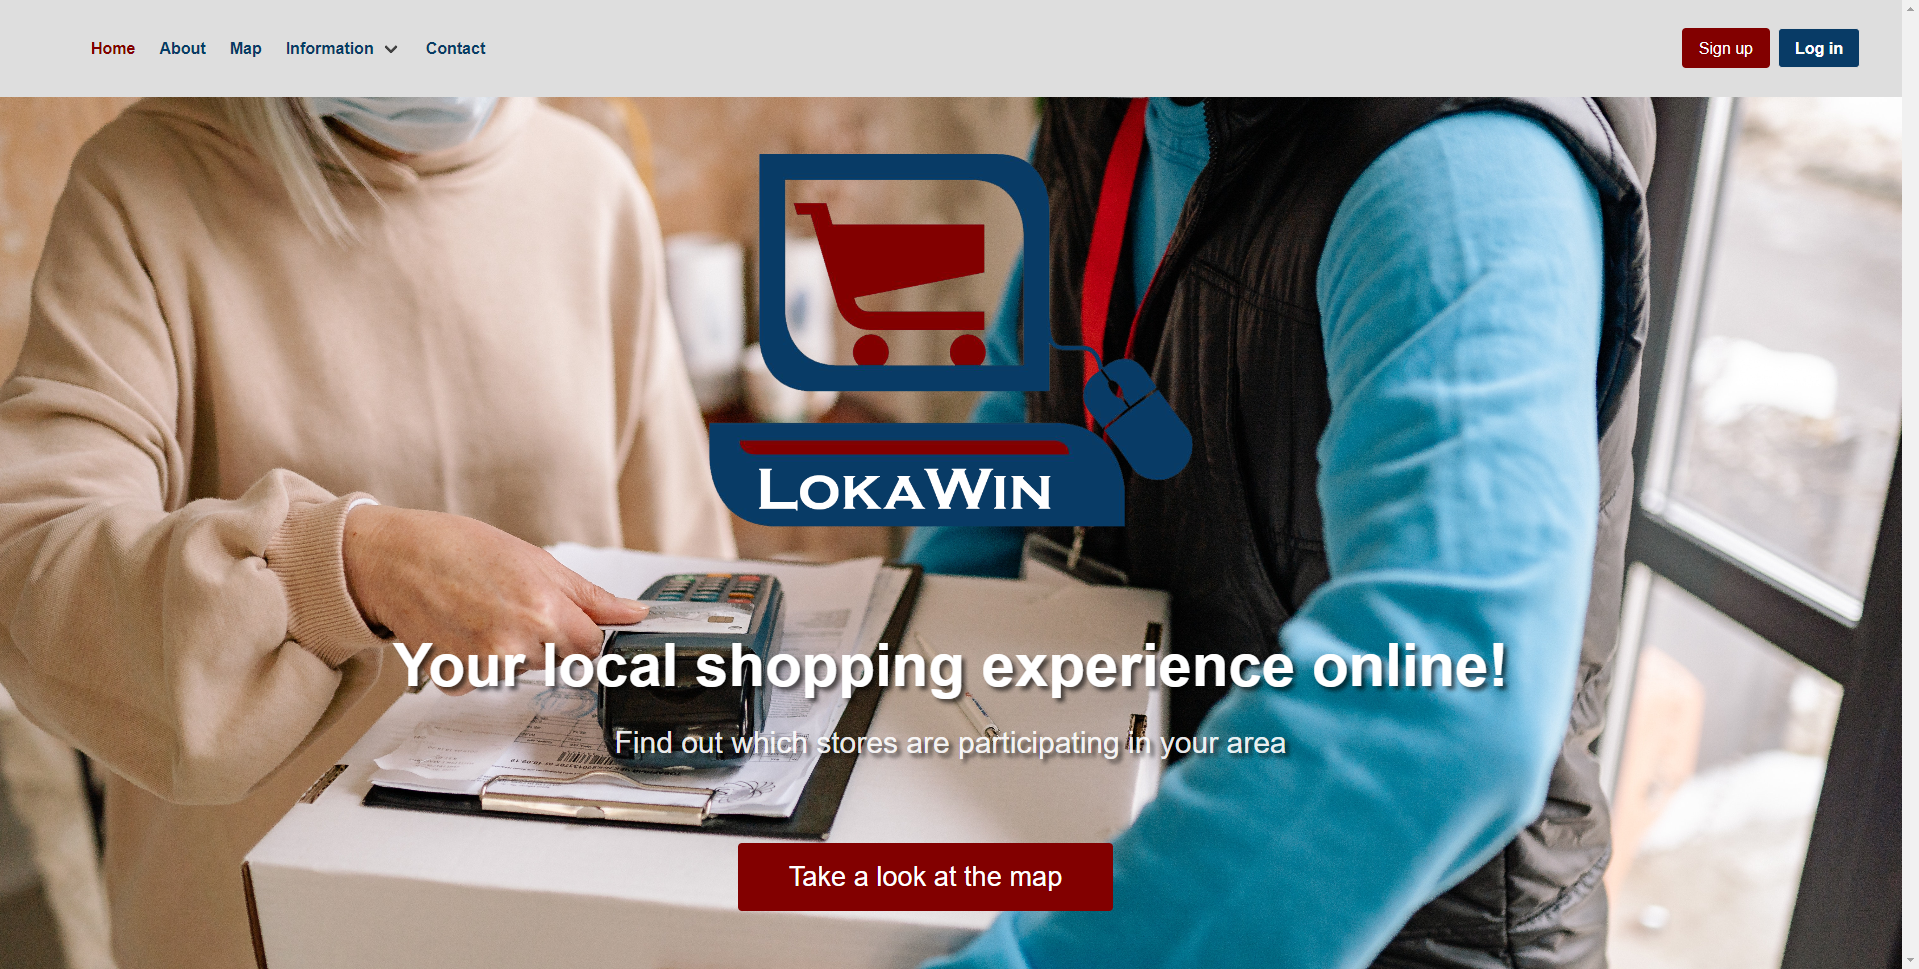 Home About Map Information Contact Sign up Log in
LOKAWIN
Your local shopping experience online!
Find out which stores are participating in your area
Take a look at the map